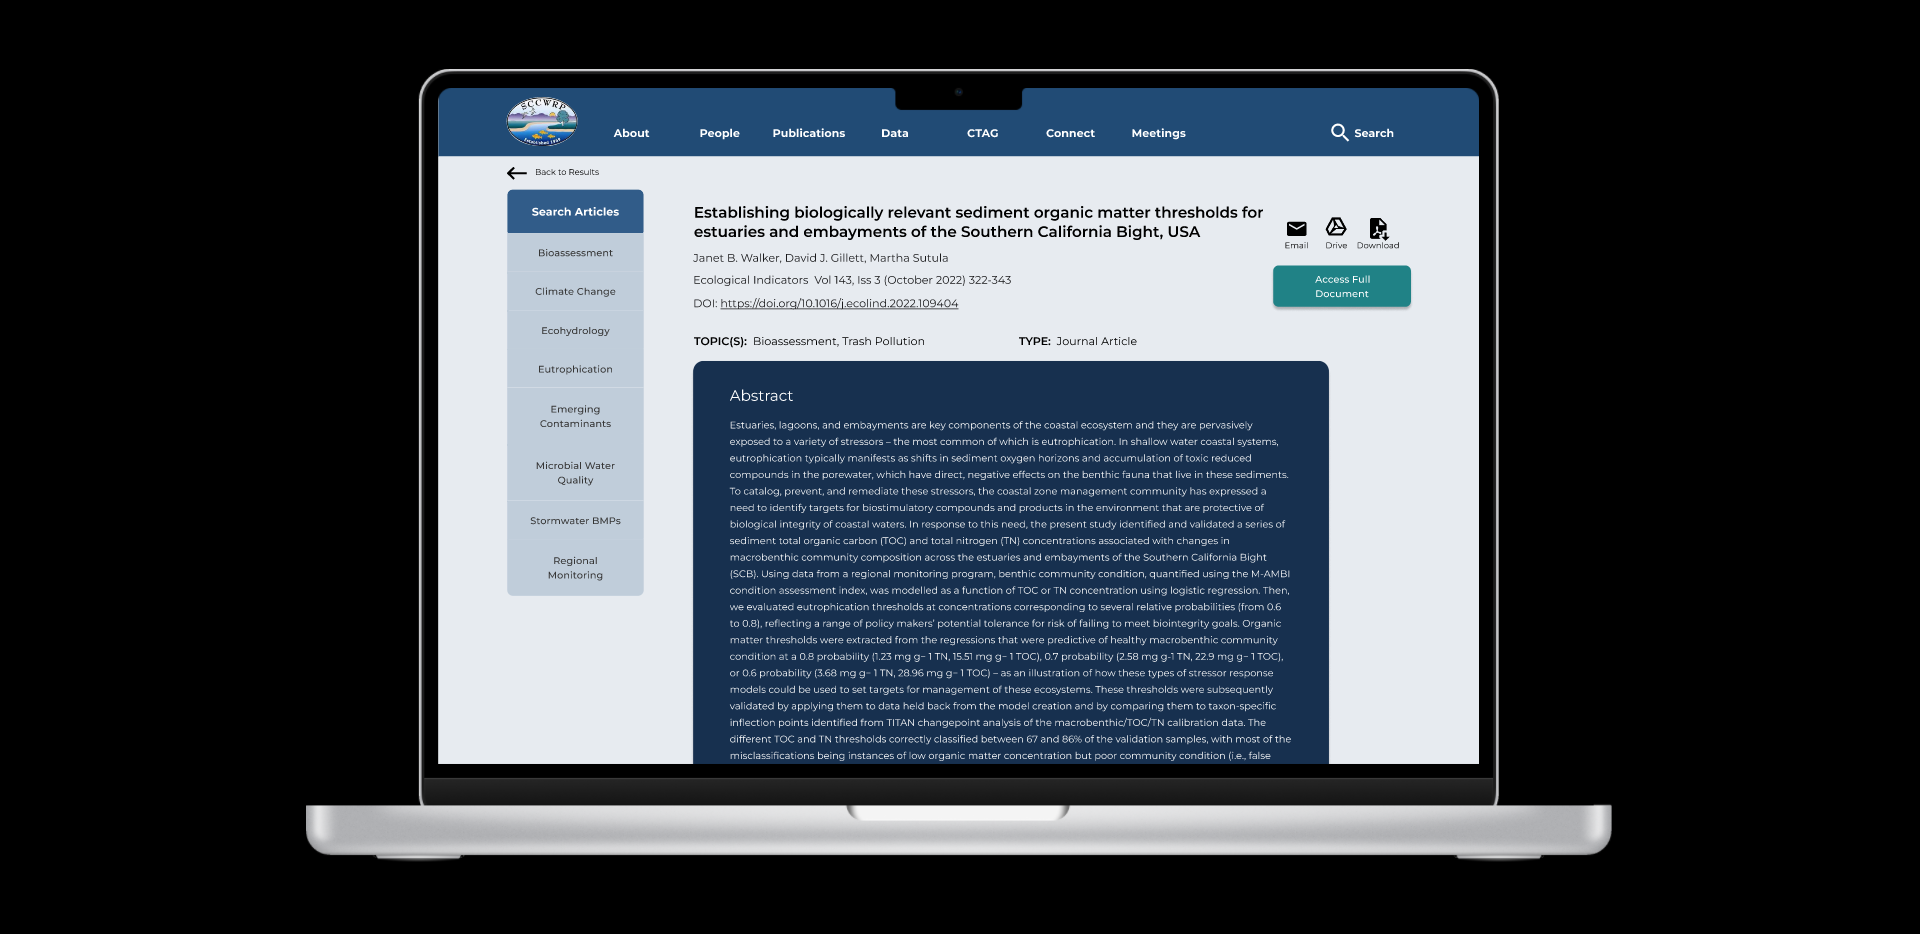 SCCWRP
Established 1969
About People Publications Data CTAG Connect Meetings Search
Back to Results
Search Articles
Bioassessment
Climate Change
Ecohydrology
Eutrophication
Emerging
Contaminants
Microbial Water
Quality
Stormwater BMPs
Regional
Monitoring
Establishing biologically relevant sediment organic matter thresholds for
estuaries and embayments of the Southern California Bight, USA
Janet B. Walker, David J. Gillett, Martha Sutula
Ecological Indicators Vol 143, Iss 3 (October 2022) 322-343
DOI: https://doi.org/10.1016/j.ecolind.2022.109404
Email Drive Download
Access Full
Document
TOPIC(S): Bioassessment, Trash Pollution TYPE: Journal Article
Abstract
Estuaries, lagoons, and embayments are key components of the coastal ecosystem and they are pervasively
exposed to a variety of stressors – the most common of which is eutrophication. In shallow water coastal systems,
eutrophication typically manifests as shifts in sediment oxygen horizons and accumulation of toxic reduced
compounds in the porewater, which have direct, negative effects on the benthic fauna that live in these sediments.
To catalog, prevent, and remediate these stressors, the coastal zone management community has expressed a
need to identify targets for biostimulatory compounds and products in the environment that are protective of
biological integrity of coastal waters. In response to this need, the present study identified and validated a series of
sediment total organic carbon (TOC) and total nitrogen (TN) concentrations associated with changes in
macrobenthic community composition across the estuaries and embayments of the Southern California Bight
(SCB). Using data from a regional monitoring program, benthic community condition, quantified using the M-AMBI
condition assessment index, was modelled as a function of TOC or TN concentration using logistic regression. Then,
we evaluated eutrophication thresholds at concentrations corresponding to several relative probabilities (from 0.6
to 0.8), reflecting a range of policy makers' potential tolerance for risk of failing to meet biointegrity goals. Organic
matter thresholds were extracted from the regressions that were predictive of healthy macrobenthic community
condition at a 0.8 probability (1.23 mg g− 1 TN, 15.51 mg g− 1 TOC), 0.7 probability (2.58 mg g-1 TN, 22.9 mg g− 1 TOC),
or 0.6 probability (3.68 mg g− 1 TN, 28.96 mg g− 1 TOC) – as an illustration of how these types of stressor response
models could be used to set targets for management of these ecosystems. These thresholds were subsequently
validated by applying them to data held back from the model creation and by comparing them to taxon-specific
inflection points identified from TITAN changepoint analysis of the macrobenthic/TOC/TN calibration data. The
different TOC and TN thresholds correctly classified between 67 and 86% of the validation samples, with most of the
misclassifications being instances of low organic matter concentration but poor community condition (i.e., false